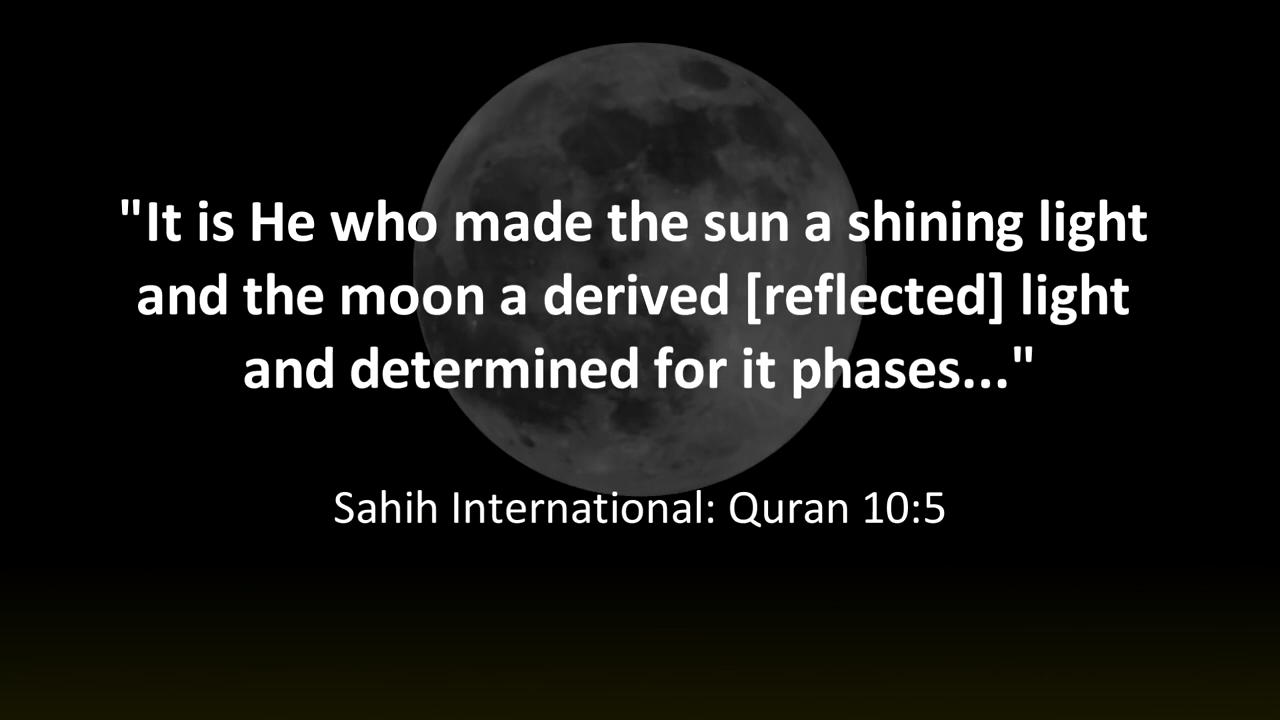 "It is He who made the sun a shining light
and the moon a derived [reflected] light
and determined for it phases..."
Sahih International: Quran 10:5